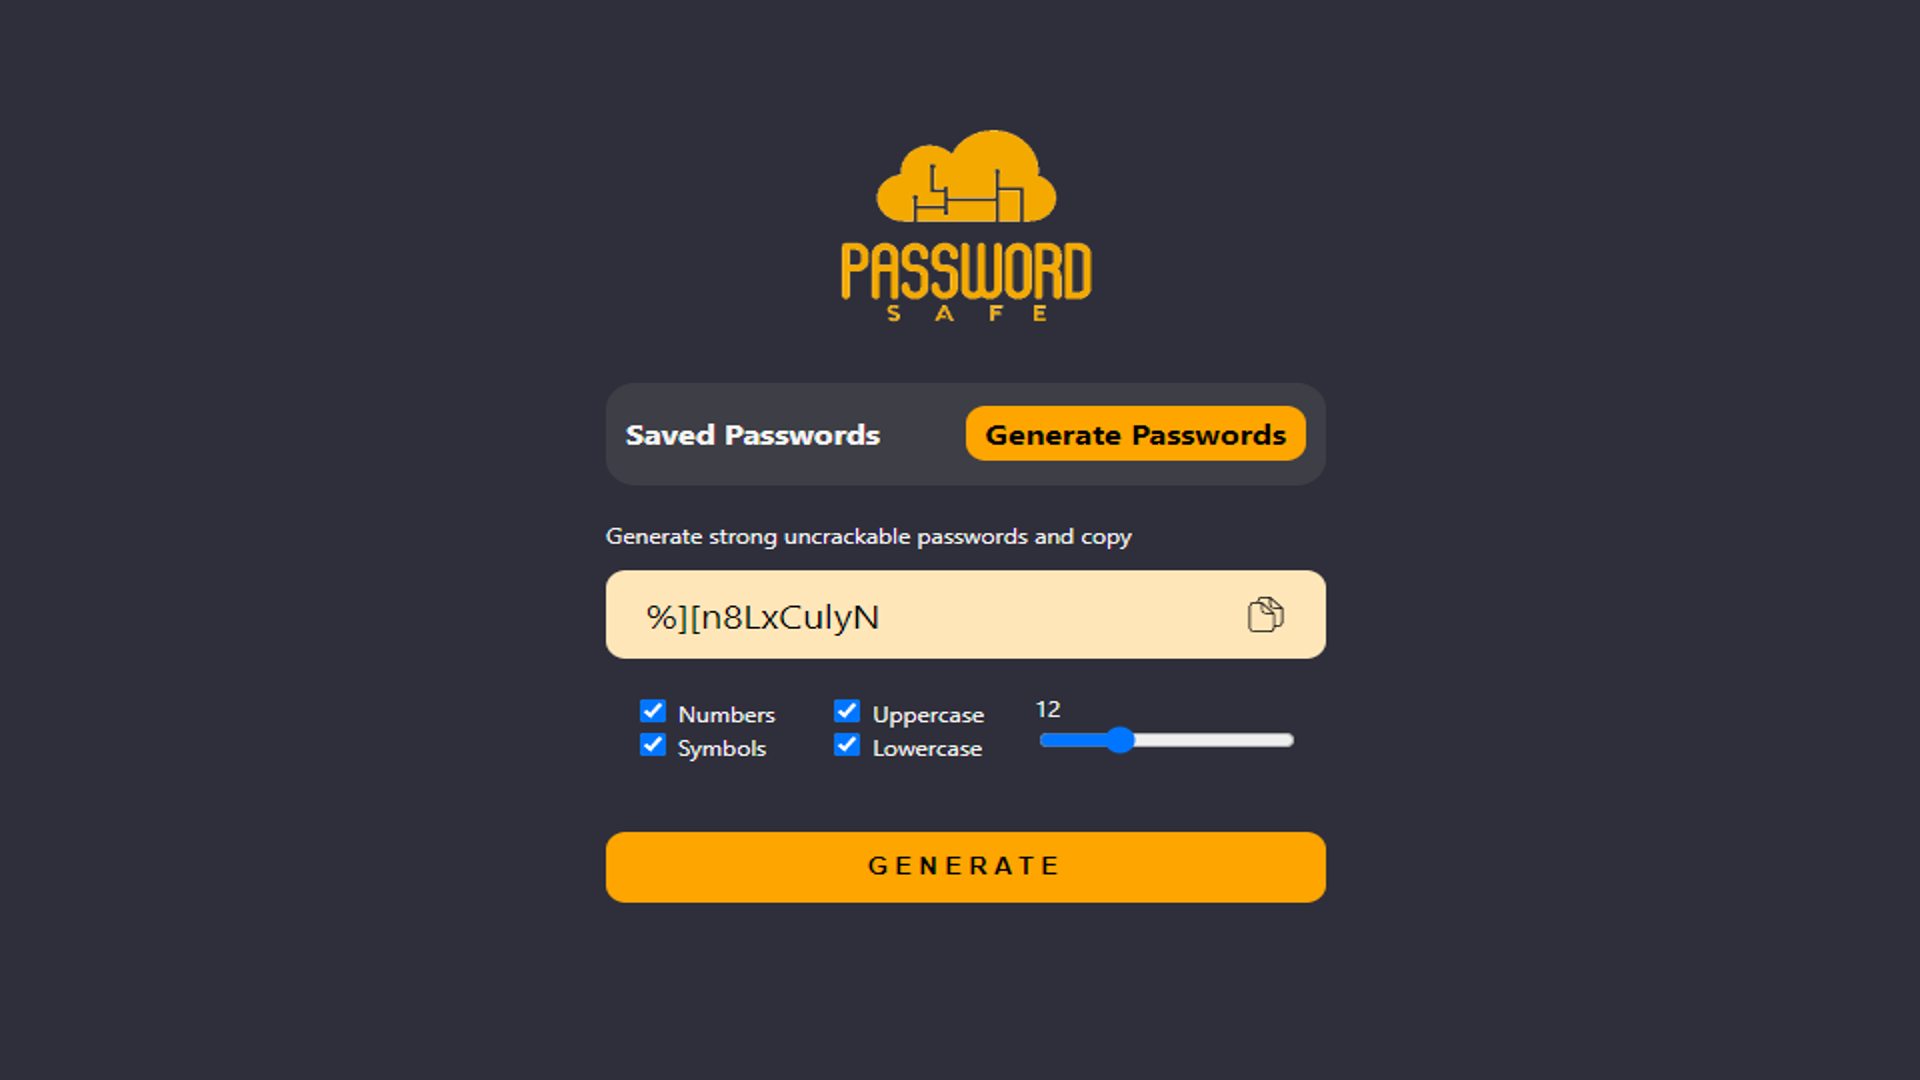 PASSWORD
SAFE
Saved Passwords
Generate Passwords
Generate strong uncrackable passwords and copy
%][n8LxCulyN
Numbers
Uppercase
12
Symbols
Lowercase
GENERATE